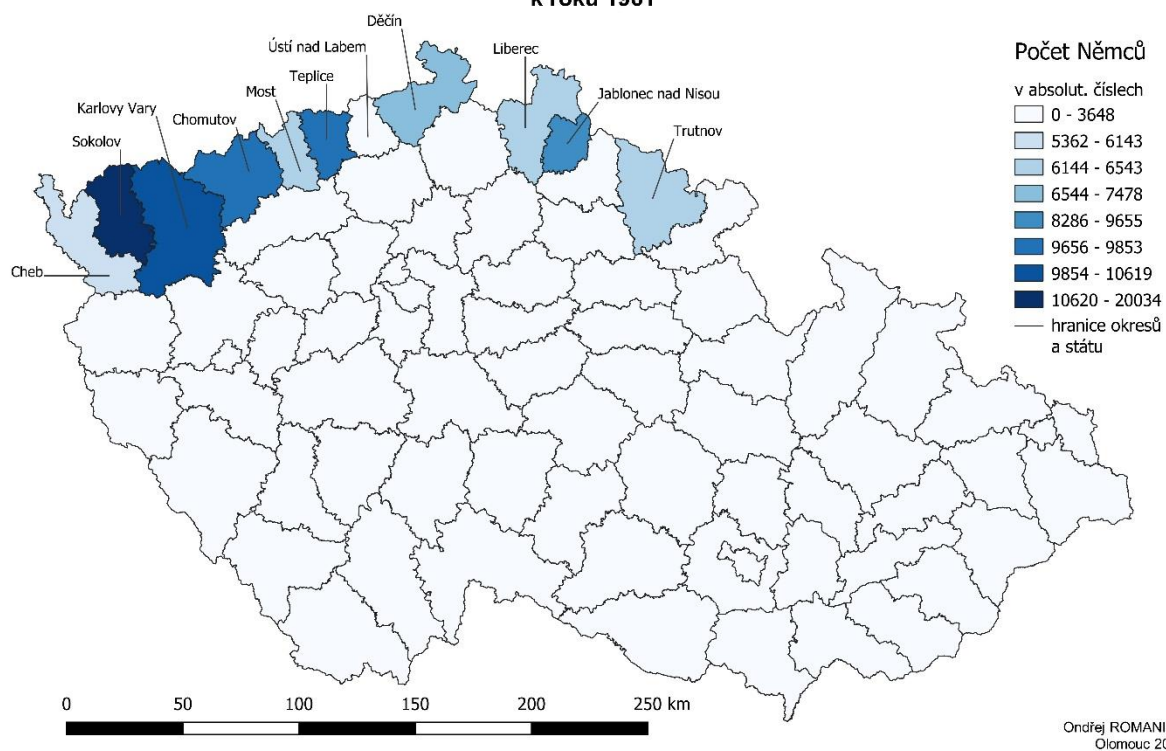 k roku 1961
Děčín
Ústí nad Labem
Liberec
Teplice
Most
Jablonec nad Nisou
Karlovy Vary
Chomutov
Trutnov
Sokolov
Cheb
Počet Němců
v absolut. číslech
0 - 3648
5362 - 6143
6144 - 6543
6544 - 7478
8286 - 9655
9656 - 9853
9854 - 10619
10620 - 20034
hranice okresů
a státu
0 50 100 150 200 250 km
Ondřej ROMANI
Olomouc 20